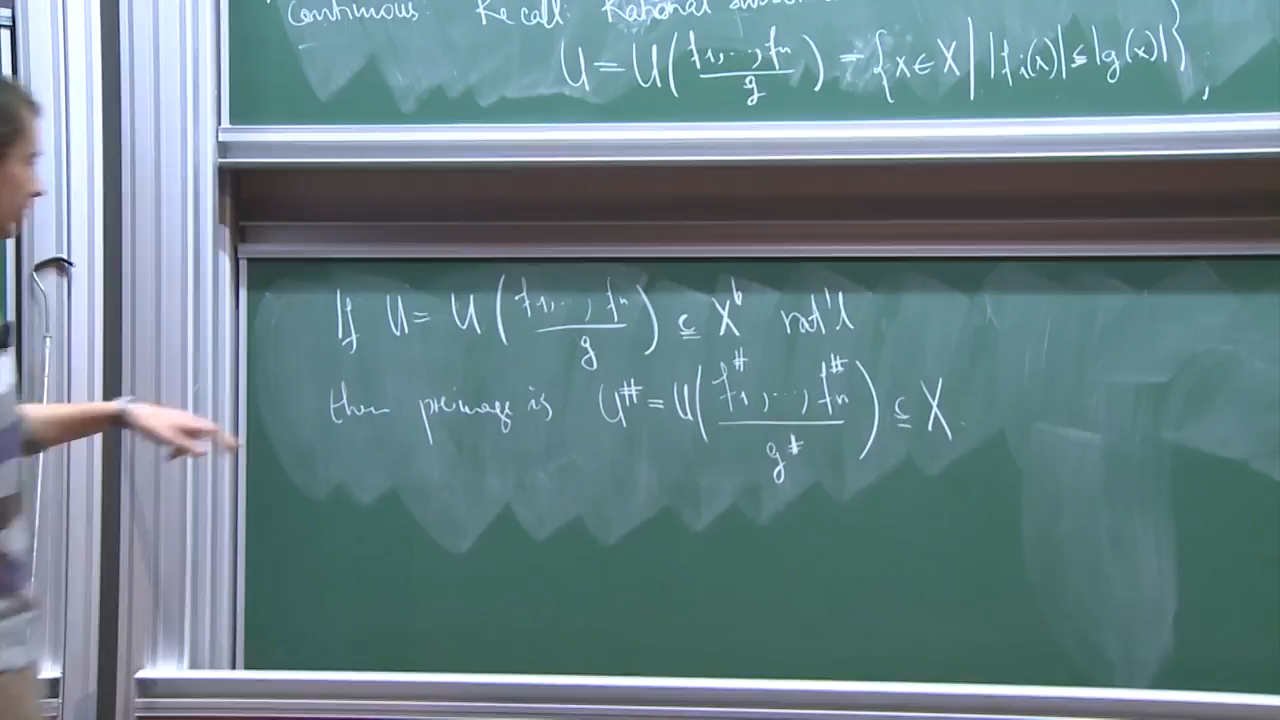 Continuous. Recall: Rational
U = U(f₁,…,fₙ / g) = {x ∈ X | |fᵢ(x)| ≤ |g(x)|},
If U = U(f₁,…,fₙ / g) ⊆ X♭ rat'l
then preimage is U^# = U(f₁^#,…,fₙ^# / g^#) ⊆ X.